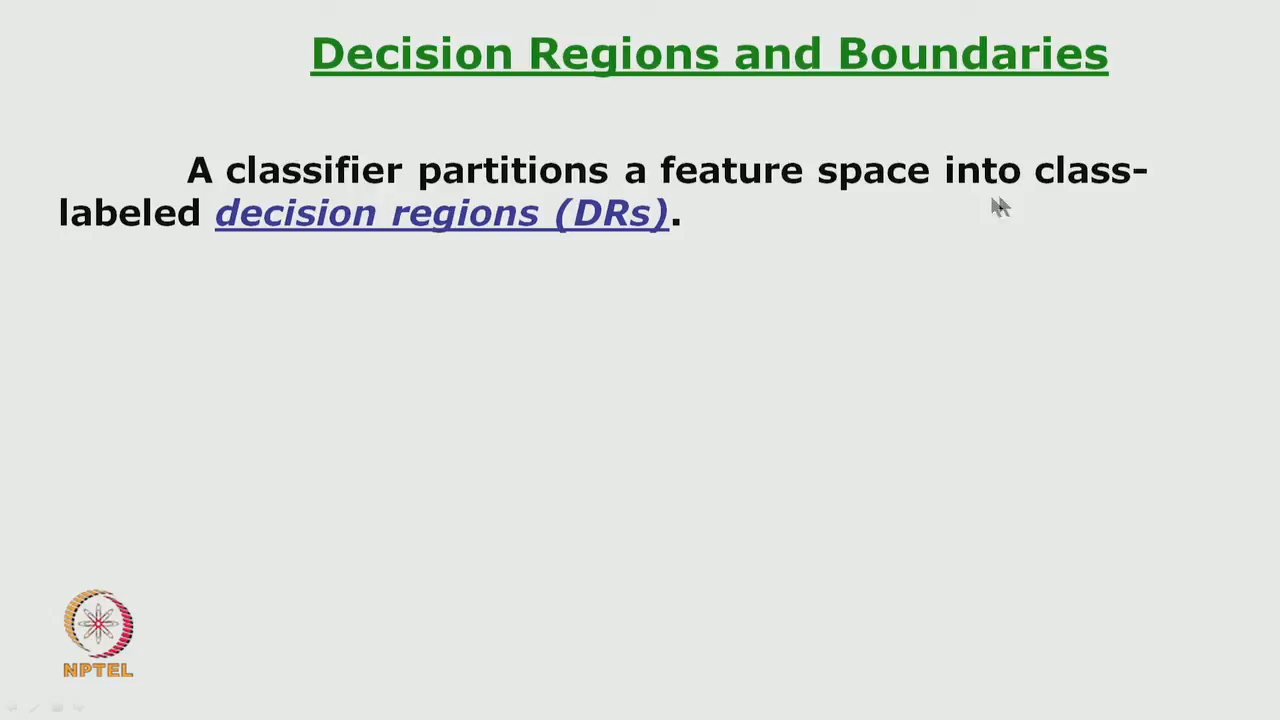 Decision Regions and Boundaries
A classifier partitions a feature space into class-
labeled decision regions (DRs).
NPTEL